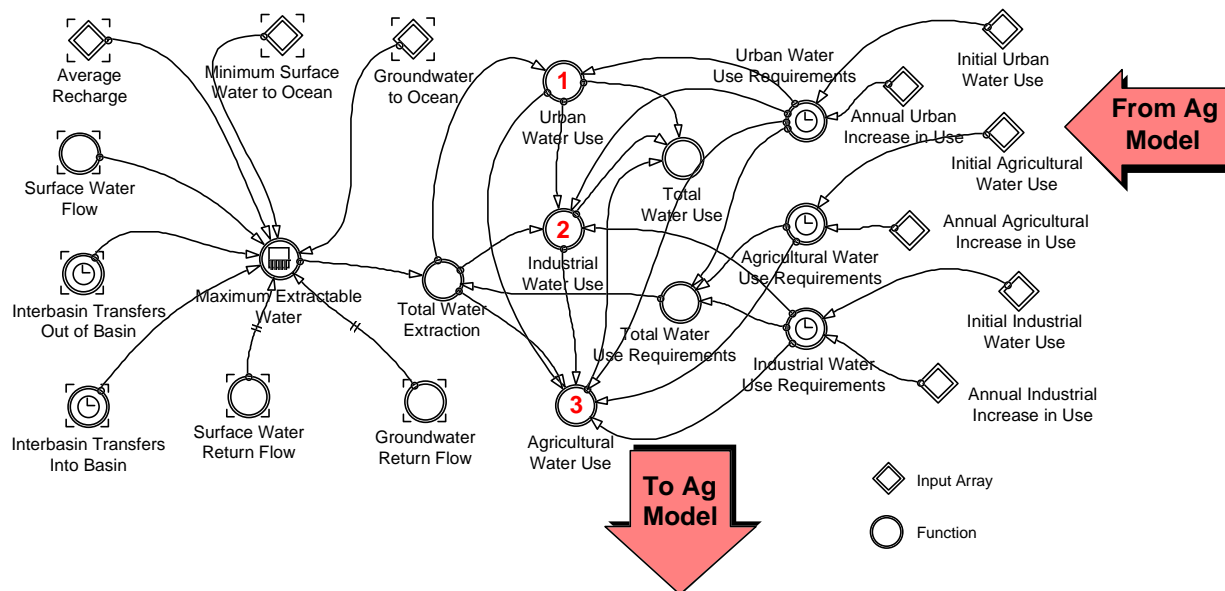 Average
Recharge
Minimum Surface
Water to Ocean
Groundwater
to Ocean
1
Urban
Water Use
Urban Water
Use Requirements
Initial Urban
Water Use
Annual Urban
Increase in Use
From Ag
Model
Surface Water
Flow
Total
Water Use
Initial Agricultural
Water Use
2
Industrial
Water Use
Agricultural Water
Use Requirements
Annual Agricultural
Increase in Use
Interbasin Transfers
Out of Basin
Maximum Extractable
Water
Total Water
Extraction
Total Water
Use Requirements
Initial Industrial
Water Use
Industrial Water
Use Requirements
Annual Industrial
Increase in Use
Interbasin Transfers
Into Basin
Surface Water
Return Flow
Groundwater
Return Flow
3
Agricultural
Water Use
To Ag
Model
Input Array
Function